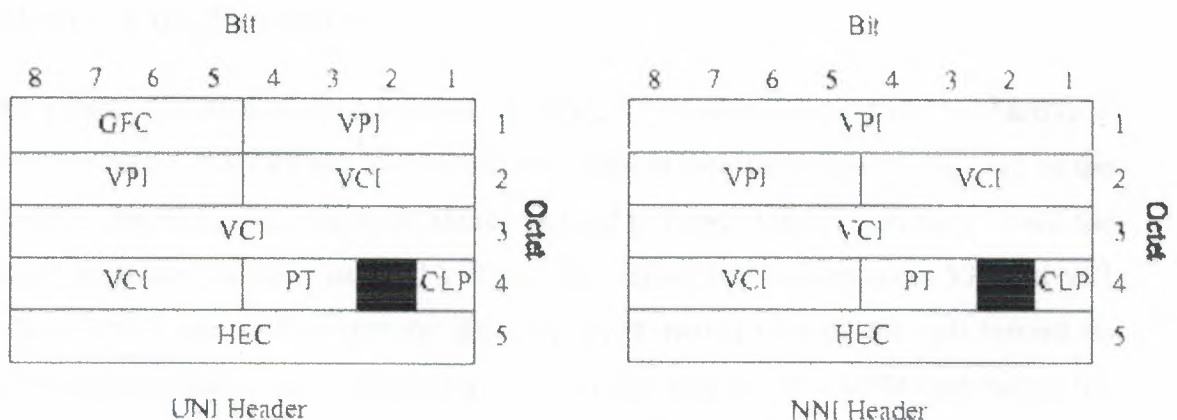 Bit
8 7 6 5 4 3 2 1
GFC VPI 1
VPI VCI 2
VCI 3
VCI PT CLP 4
HEC 5
Octet
UNI Header
Bit
8 7 6 5 4 3 2 1
VPI 1
VPI VCI 2
VCI 3
VCI PT CLP 4
HEC 5
Octet
NNI Header